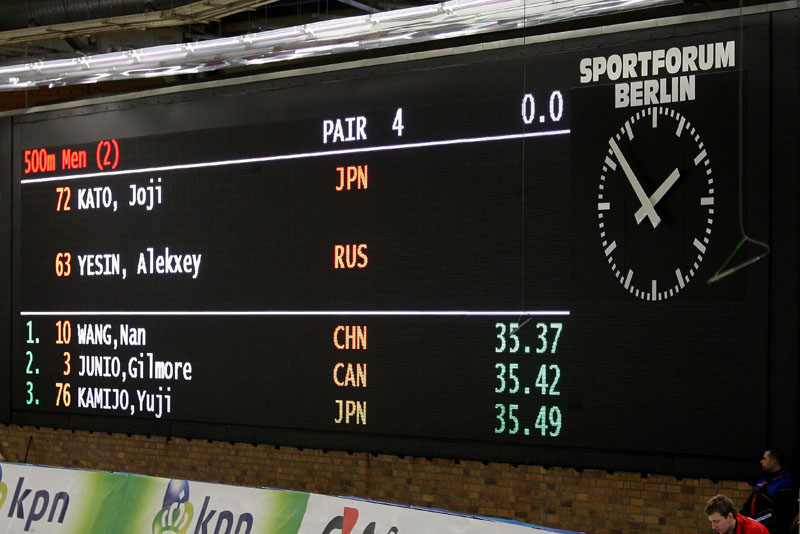 SPORTFORUM
BERLIN
500m Men (2) PAIR 4 0.0
72 KATO, Joji JPN
63 YESIN, Alekxey RUS
1. 10 WANG,Nan CHN 35.37
2. 3 JUNIO,Gilmore CAN 35.42
3. 76 KAMIJO,Yuji JPN 35.49
kpn kpn